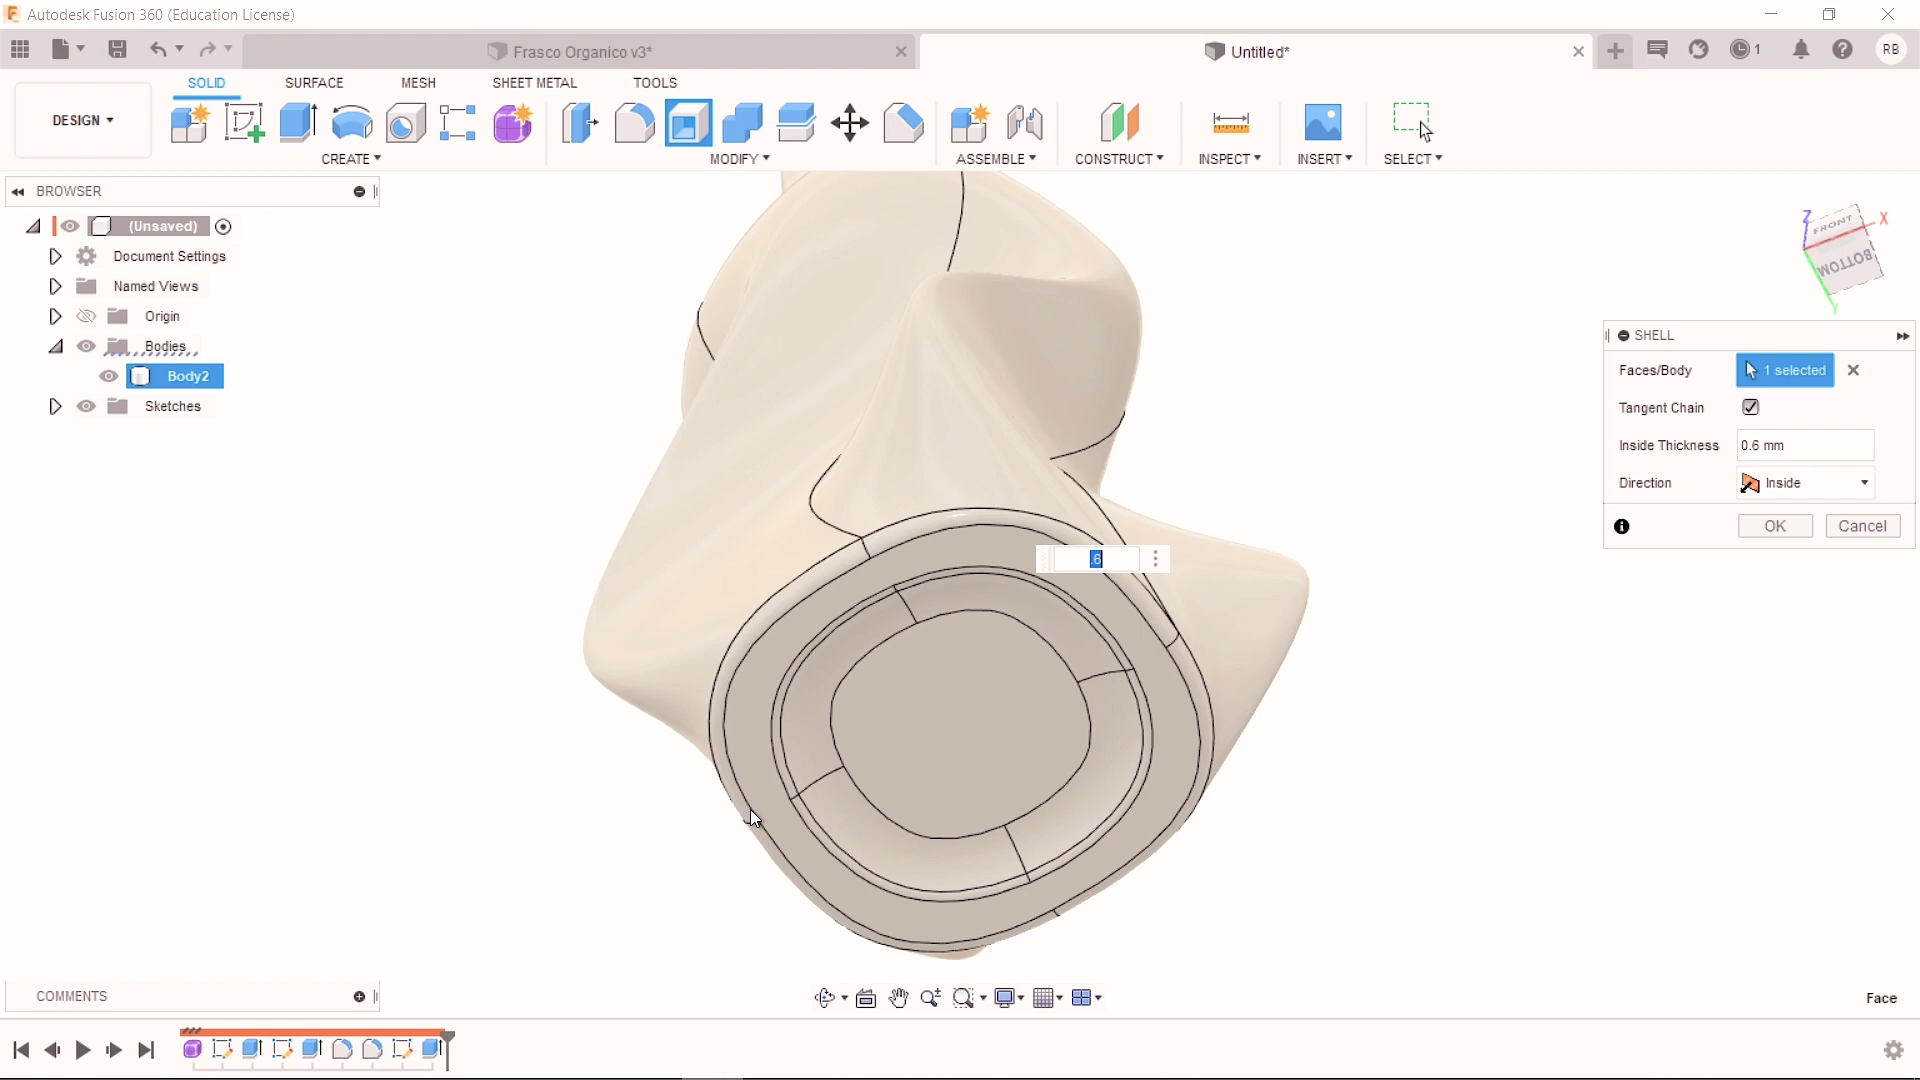 Autodesk Fusion 360 (Education License)
Frasco Organico v3*
Untitled*
1
RB
DESIGN
SOLID
SURFACE
MESH
SHEET METAL
TOOLS
CREATE
MODIFY
ASSEMBLE
CONSTRUCT
INSPECT
INSERT
SELECT
BROWSER
(Unsaved)
Document Settings
Named Views
Origin
Bodies
Body2
Sketches
Z
X
Y
FRONT
BOTTOM
SHELL
Faces/Body
1 selected
Tangent Chain
Inside Thickness
0.6 mm
Direction
Inside
OK
Cancel
.6
COMMENTS
Face